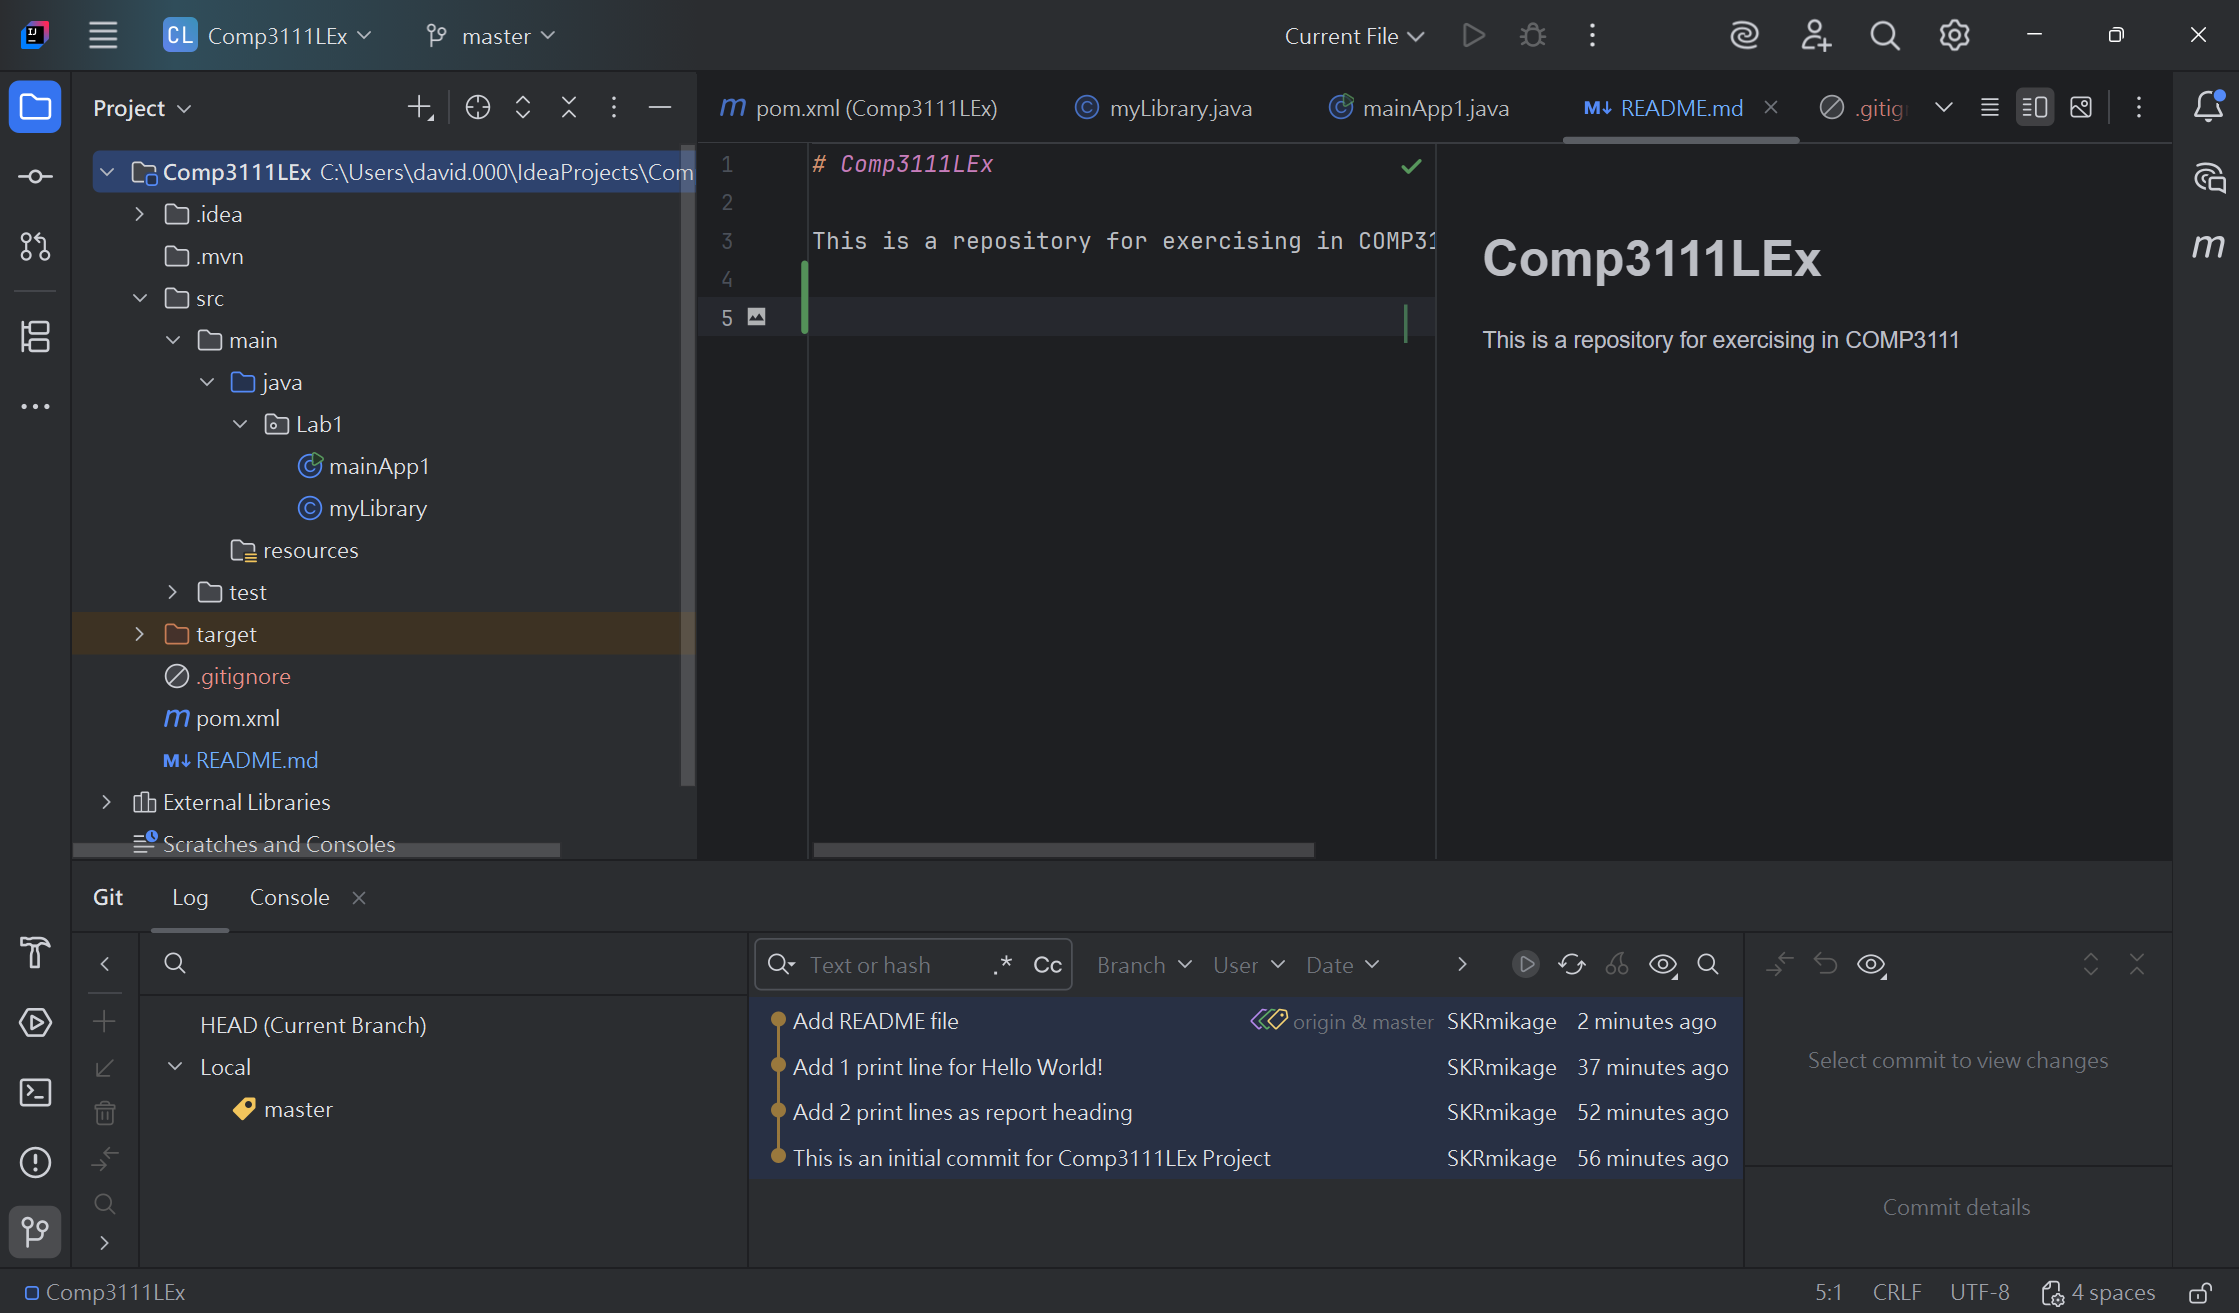 CL Comp3111LEx master Current File
Project
pom.xml (Comp3111LEx) myLibrary.java mainApp1.java README.md
Comp3111LEx C:\Users\david.000\IdeaProjects\Com
.idea
.mvn
src
main
java
Lab1
mainApp1
myLibrary
resources
test
target
.gitignore
pom.xml
README.md
External Libraries
Scratches and Consoles
1 # Comp3111LEx
2
3 This is a repository for exercising in COMP31
4
5
Comp3111LEx
This is a repository for exercising in COMP3111
Git Log Console
Text or hash .* Cc Branch User Date
HEAD (Current Branch)
Local
master
Add README file origin & master SKRmikage 2 minutes ago
Add 1 print line for Hello World! SKRmikage 37 minutes ago
Add 2 print lines as report heading SKRmikage 52 minutes ago
This is an initial commit for Comp3111LEx Project SKRmikage 56 minutes ago
Select commit to view changes
Commit details
Comp3111LEx 5:1 CRLF UTF-8 4 spaces